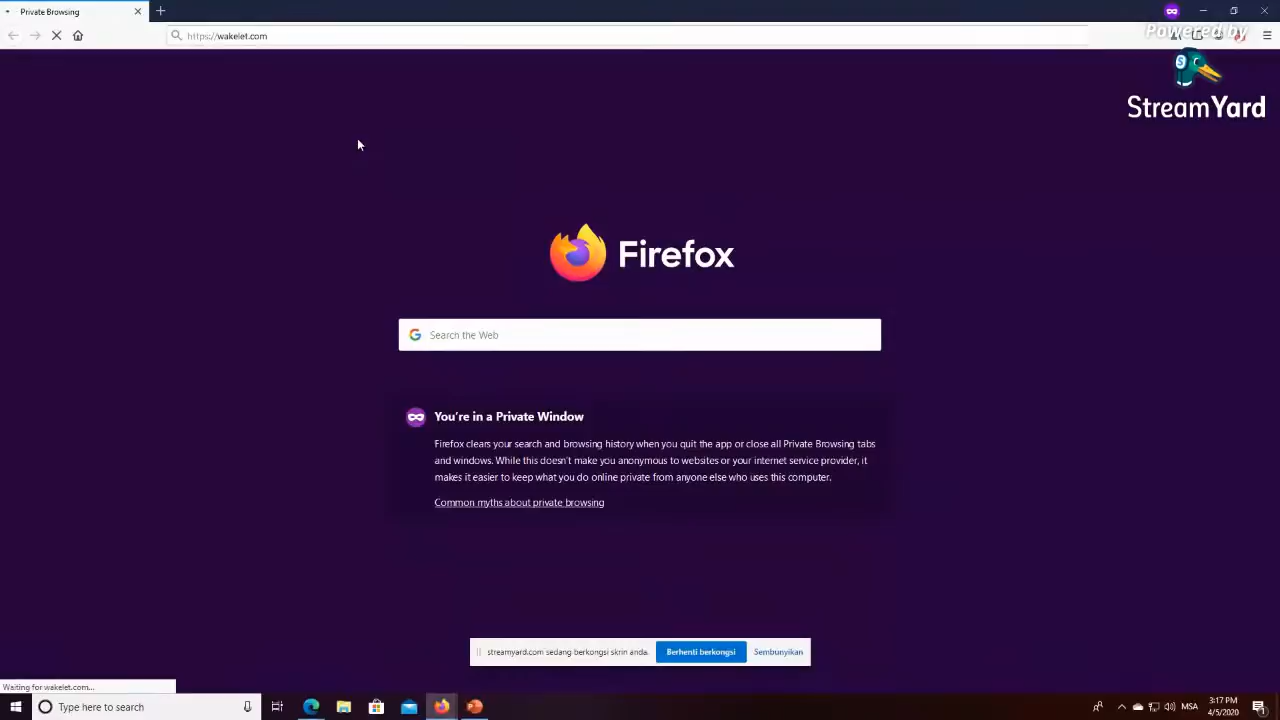 Private Browsing
https://wakelet.com
Powered by
StreamYard
Firefox
Search the Web
You're in a Private Window
Firefox clears your search and browsing history when you quit the app or close all Private Browsing tabs
and windows. While this doesn't make you anonymous to websites or your internet service provider, it
makes it easier to keep what you do online private from anyone else who uses this computer.
Common myths about private browsing
streamyard.com sedang berkongsi skrin anda. Berhenti berkongsi Sembunyikan
Waiting for wakelet.com...
Type here to search
MSA
3:17 PM
4/5/2020